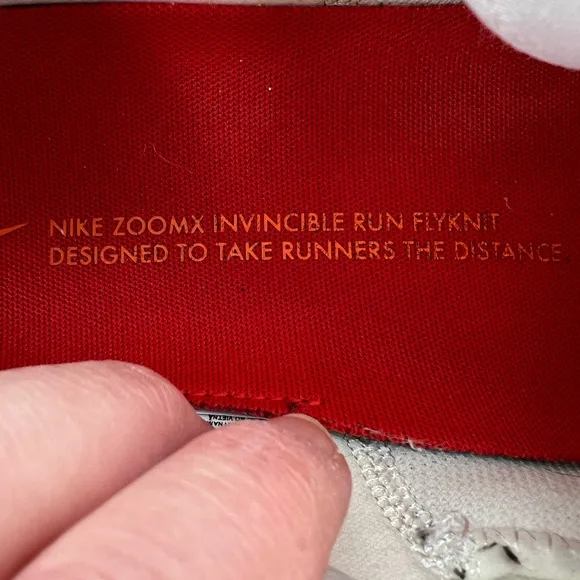 NIKE ZOOMX INVINCIBLE RUN FLYKNIT
DESIGNED TO TAKE RUNNERS THE DISTANCE.